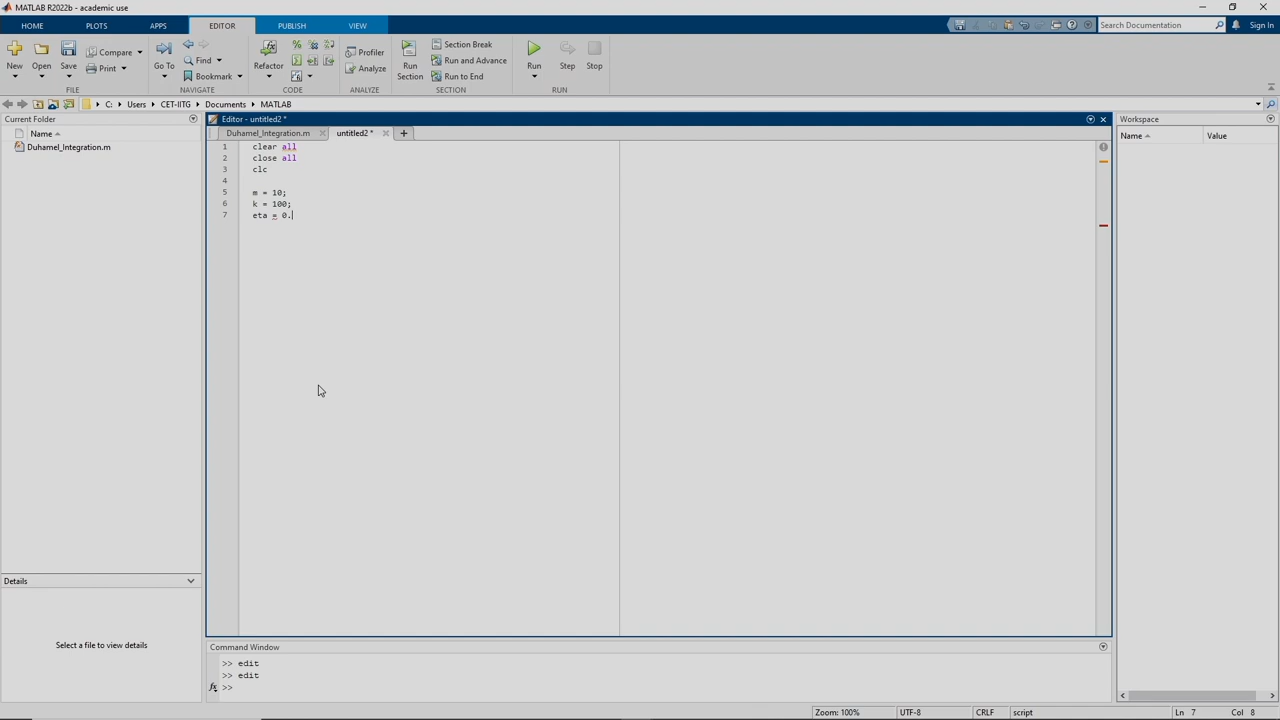 MATLAB R2022b - academic use
HOME PLOTS APPS EDITOR PUBLISH VIEW Search Documentation Sign In
New Open Save Compare Print Go To Find Bookmark Refactor Profiler Analyze Run Section Section Break Run and Advance Run to End Run Step Stop
FILE NAVIGATE CODE ANALYZE SECTION RUN
C: Users CET-IITG Documents MATLAB
Current Folder
Name
Duhamel_Integration.m
Details
Select a file to view details
Editor - untitled2 *
Duhamel_Integration.m untitled2 *
1 clear all
2 close all
3 clc
4
5 m = 10;
6 k = 100;
7 eta = 0.
Command Window
>> edit
>> edit
fx >>
Workspace
Name Value
Zoom: 100% UTF-8 CRLF script Ln 7 Col 8